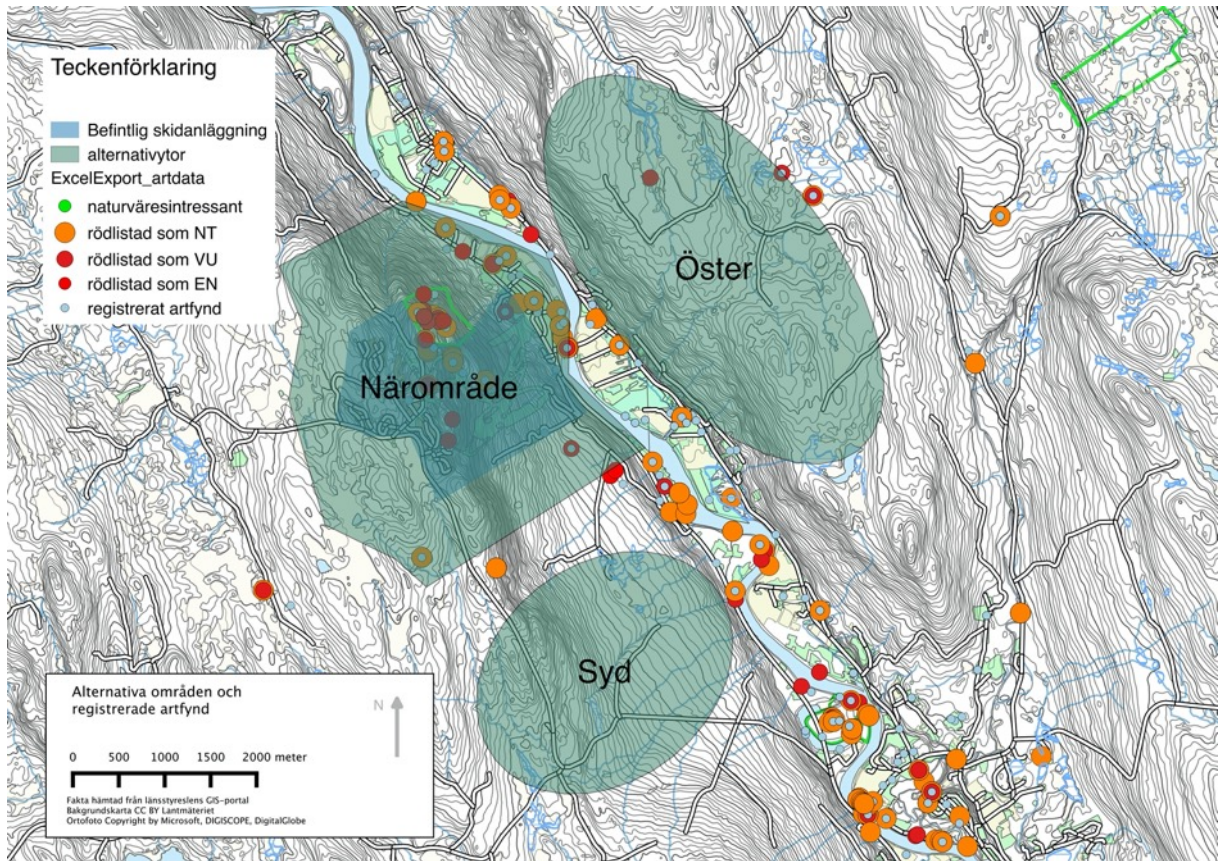 Teckenförklaring
Befintlig skidanläggning
alternativytor
ExcelExport_artdata
naturväresintressant
rödlistad som NT
rödlistad som VU
rödlistad som EN
registrerat artfynd
Öster
Närområde
Syd
Alternativa områden och
registrerade artfynd
N
0 500 1000 1500 2000 meter
Fakta hämtad från länsstyreslens GIS-portal
Bakgrundskarta CC BY Lantmäteriet
Ortofoto Copyright by Microsoft, DIGISCOPE, DigitalGlobe